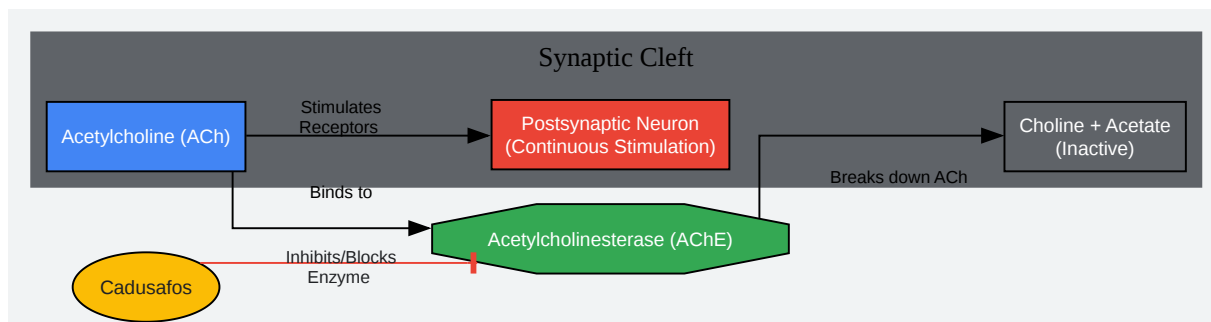 Synaptic Cleft
Stimulates
Receptors
Acetylcholine (ACh)
Postsynaptic Neuron
(Continuous Stimulation)
Choline + Acetate
(Inactive)
Breaks down ACh
Binds to
Acetylcholinesterase (AChE)
Inhibits/Blocks
Enzyme
Cadusafos